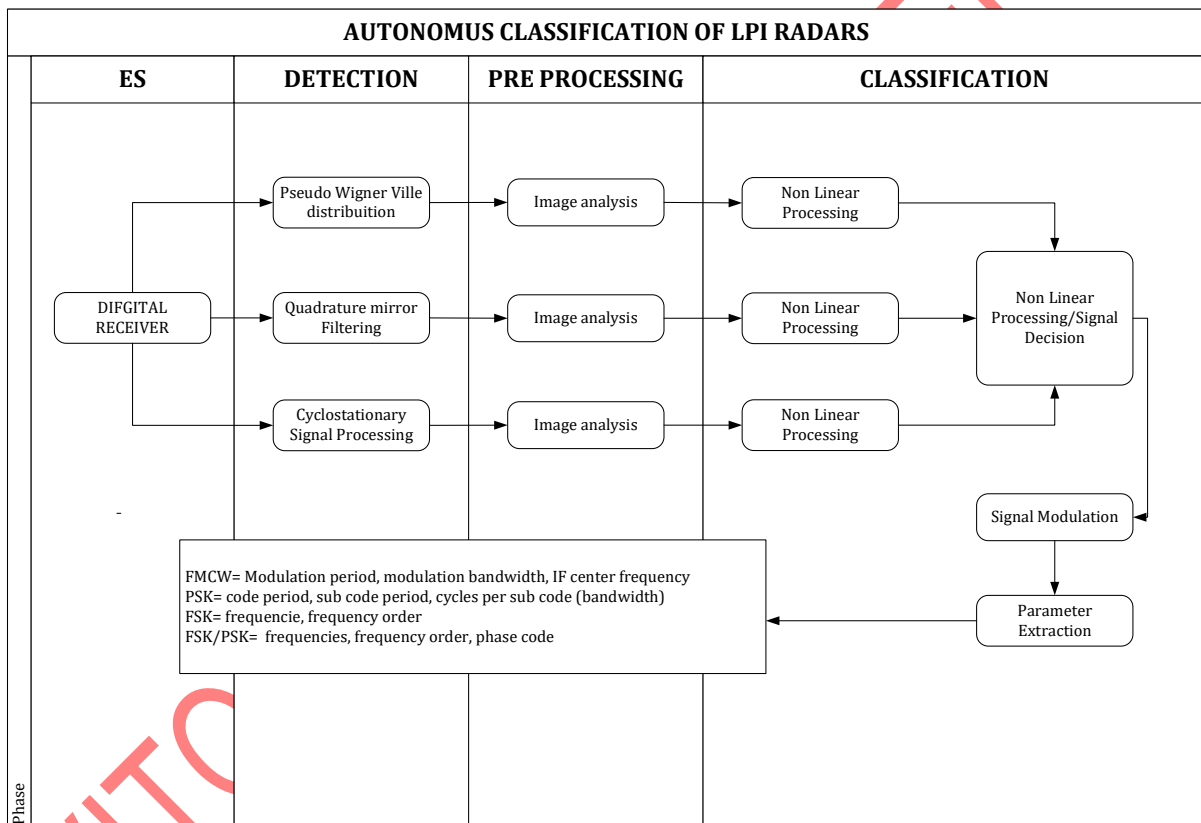 AUTONOMUS CLASSIFICATION OF LPI RADARS
ES
DETECTION
PRE PROCESSING
CLASSIFICATION
Pseudo Wigner Ville
distribuition
Image analysis
Non Linear
Processing
DIFGITAL
RECEIVER
Quadrature mirror
Filtering
Image analysis
Non Linear
Processing
Non Linear
Processing/Signal
Decision
Cyclostationary
Signal Processing
Image analysis
Non Linear
Processing
-
Signal Modulation
FMCW= Modulation period, modulation bandwidth, IF center frequency
PSK= code period, sub code period, cycles per sub code (bandwidth)
FSK= frequencie, frequency order
FSK/PSK=  frequencies, frequency order, phase code
Parameter
Extraction
Phase